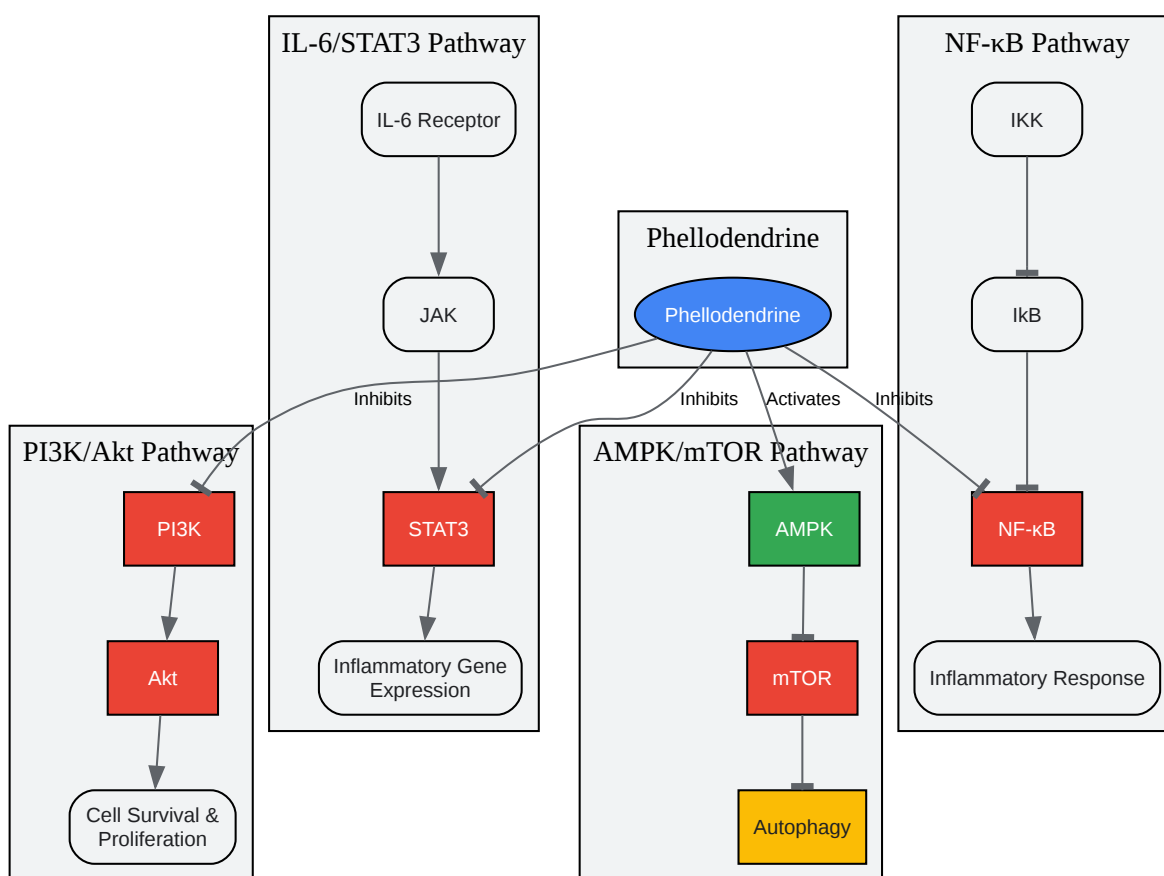 IL-6/STAT3 Pathway
NF-κB Pathway
IL-6 Receptor
IKK
Phellodendrine
JAK
Phellodendrine
IkB
Inhibits
Inhibits
Activates
Inhibits
PI3K/Akt Pathway
AMPK/mTOR Pathway
PI3K
STAT3
AMPK
NF-κB
Akt
Inflammatory Gene
Expression
mTOR
Inflammatory Response
Cell Survival &
Proliferation
Autophagy